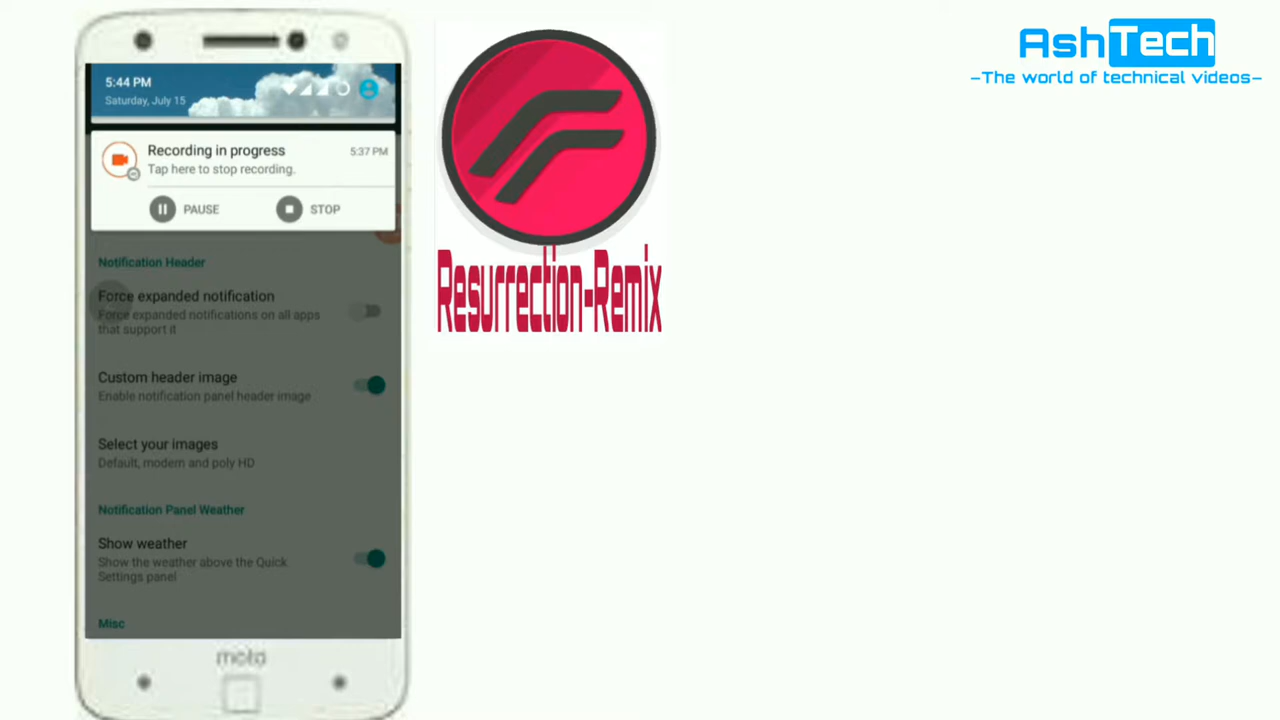 5:44 PM
Saturday, July 15
Recording in progress
5:37 PM
Tap here to stop recording.
PAUSE
STOP
Notification Header
Force expanded notification
Force expanded notifications on all apps
that support it
Custom header image
Enable notification panel header image
Select your images
Default, modern and poly HD
Notification Panel Weather
Show weather
Show the weather above the Quick
Settings panel
Misc
moto
Resurrection-Remix
AshTech
–The world of technical videos–